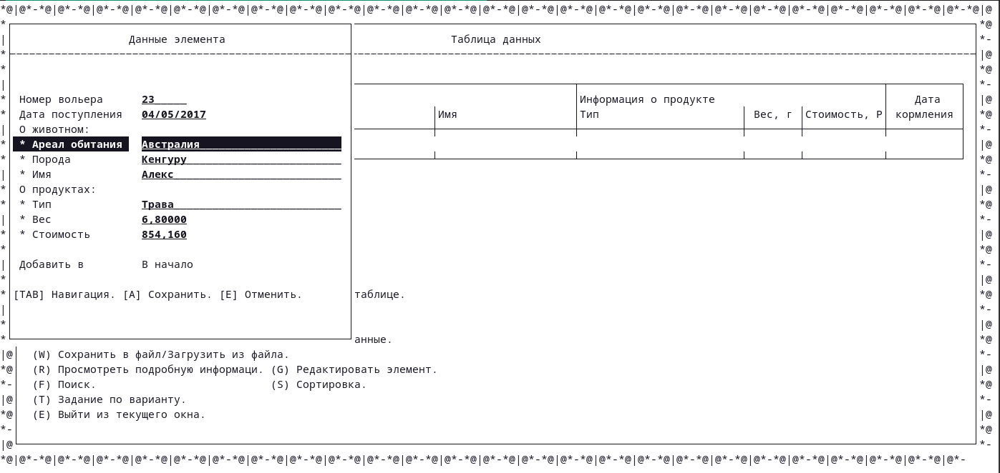 *@|@*-*@|@*-*@|@*-*@|@*-*@|@*-*@|@*-*@|@*-*@|@*-*@|@*-*@|@*-*@|@*-*@|@*-*@|@*-*@|@*-*@|@*-*@|@*-*@|@*-*@|@*-*@|@*-*@|@*-*@|@*-*@|@*-*@|@*-*@|@*-*@|@*-*@|@
Данные элемента
Таблица данных
Номер вольера 23_____
Информация о продукте
Дата
Дата поступления 04/05/2017
Имя
Тип
Вес, г
Стоимость, Р
кормления
О животном:
* Ареал обитания Австралия
* Порода Кенгуру
* Имя Алекс
О продуктах:
* Тип Трава
* Вес 6,80000
* Стоимость 854,160
Добавить в В начало
[TAB] Навигация. [A] Сохранить. [E] Отменить.
таблице.
анные.
(W) Сохранить в файл/Загрузить из файла.
(R) Просмотреть подробную информаци. (G) Редактировать элемент.
(F) Поиск. (S) Сортировка.
(T) Задание по варианту.
(E) Выйти из текущего окна.
*@|@*-*@|@*-*@|@*-*@|@*-*@|@*-*@|@*-*@|@*-*@|@*-*@|@*-*@|@*-*@|@*-*@|@*-*@|@*-*@|@*-*@|@*-*@|@*-*@|@*-*@|@*-*@|@*-*@|@*-*@|@*-*@|@*-*@|@*-*@|@*-*@|@*-